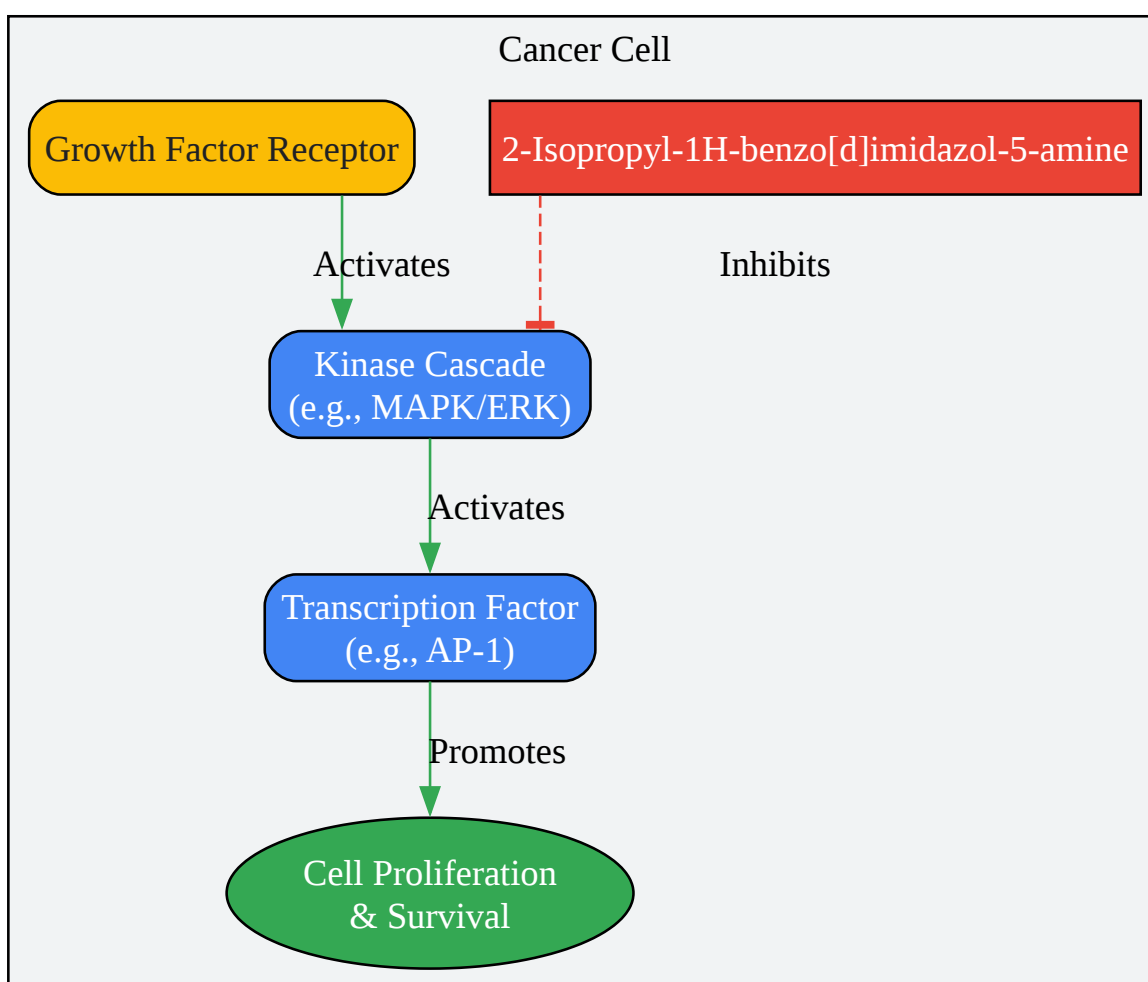 Cancer Cell
Growth Factor Receptor
2-Isopropyl-1H-benzo[d]imidazol-5-amine
Activates
Inhibits
Kinase Cascade
(e.g., MAPK/ERK)
Activates
Transcription Factor
(e.g., AP-1)
Promotes
Cell Proliferation
& Survival